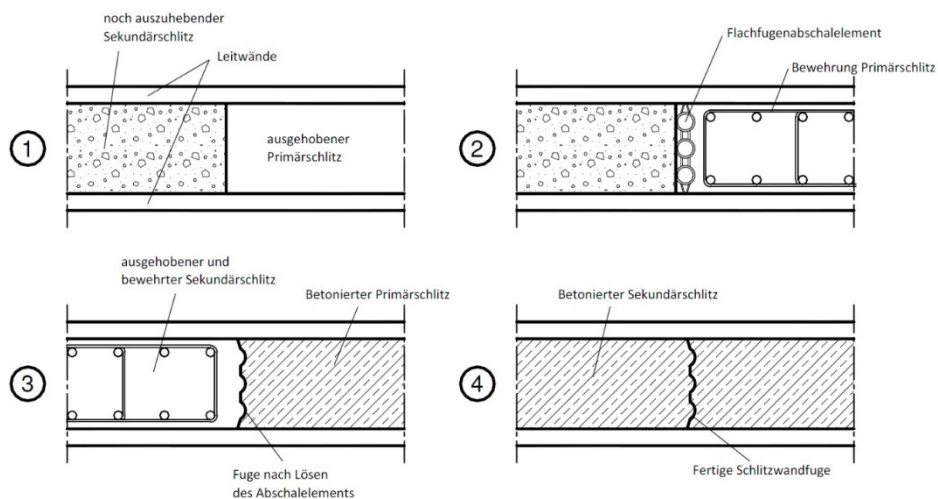 noch auszuhebender
Sekundärschlitz
Leitwände
ausgehobener
Primärschlitz
1
Flachfugenabschalelement
Bewehrung Primärschlitz
2
ausgehobener und
bewehrter Sekundärschlitz
Betonierter Primärschlitz
3
Fuge nach Lösen
des Abschalelements
Betonierter Sekundärschlitz
4
Fertige Schlitzwandfuge